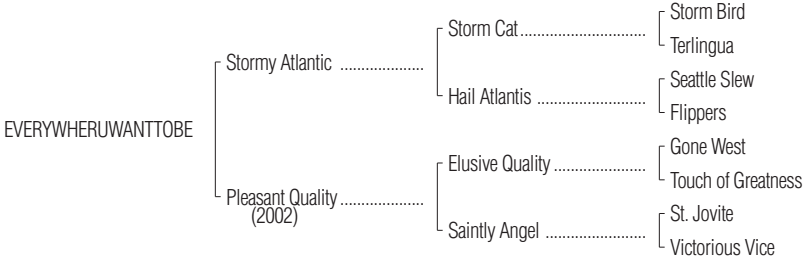 Storm Bird
Storm Cat..............................
Terlingua
Stormy Atlantic ....................
Seattle Slew
Hail Atlantis ..........................
Flippers
EVERYWHERUWANTTOBE
Gone West
Elusive Quality ......................
Touch of Greatness
Pleasant Quality ....................
(2002)
St. Jovite
Saintly Angel ........................
Victorious Vice